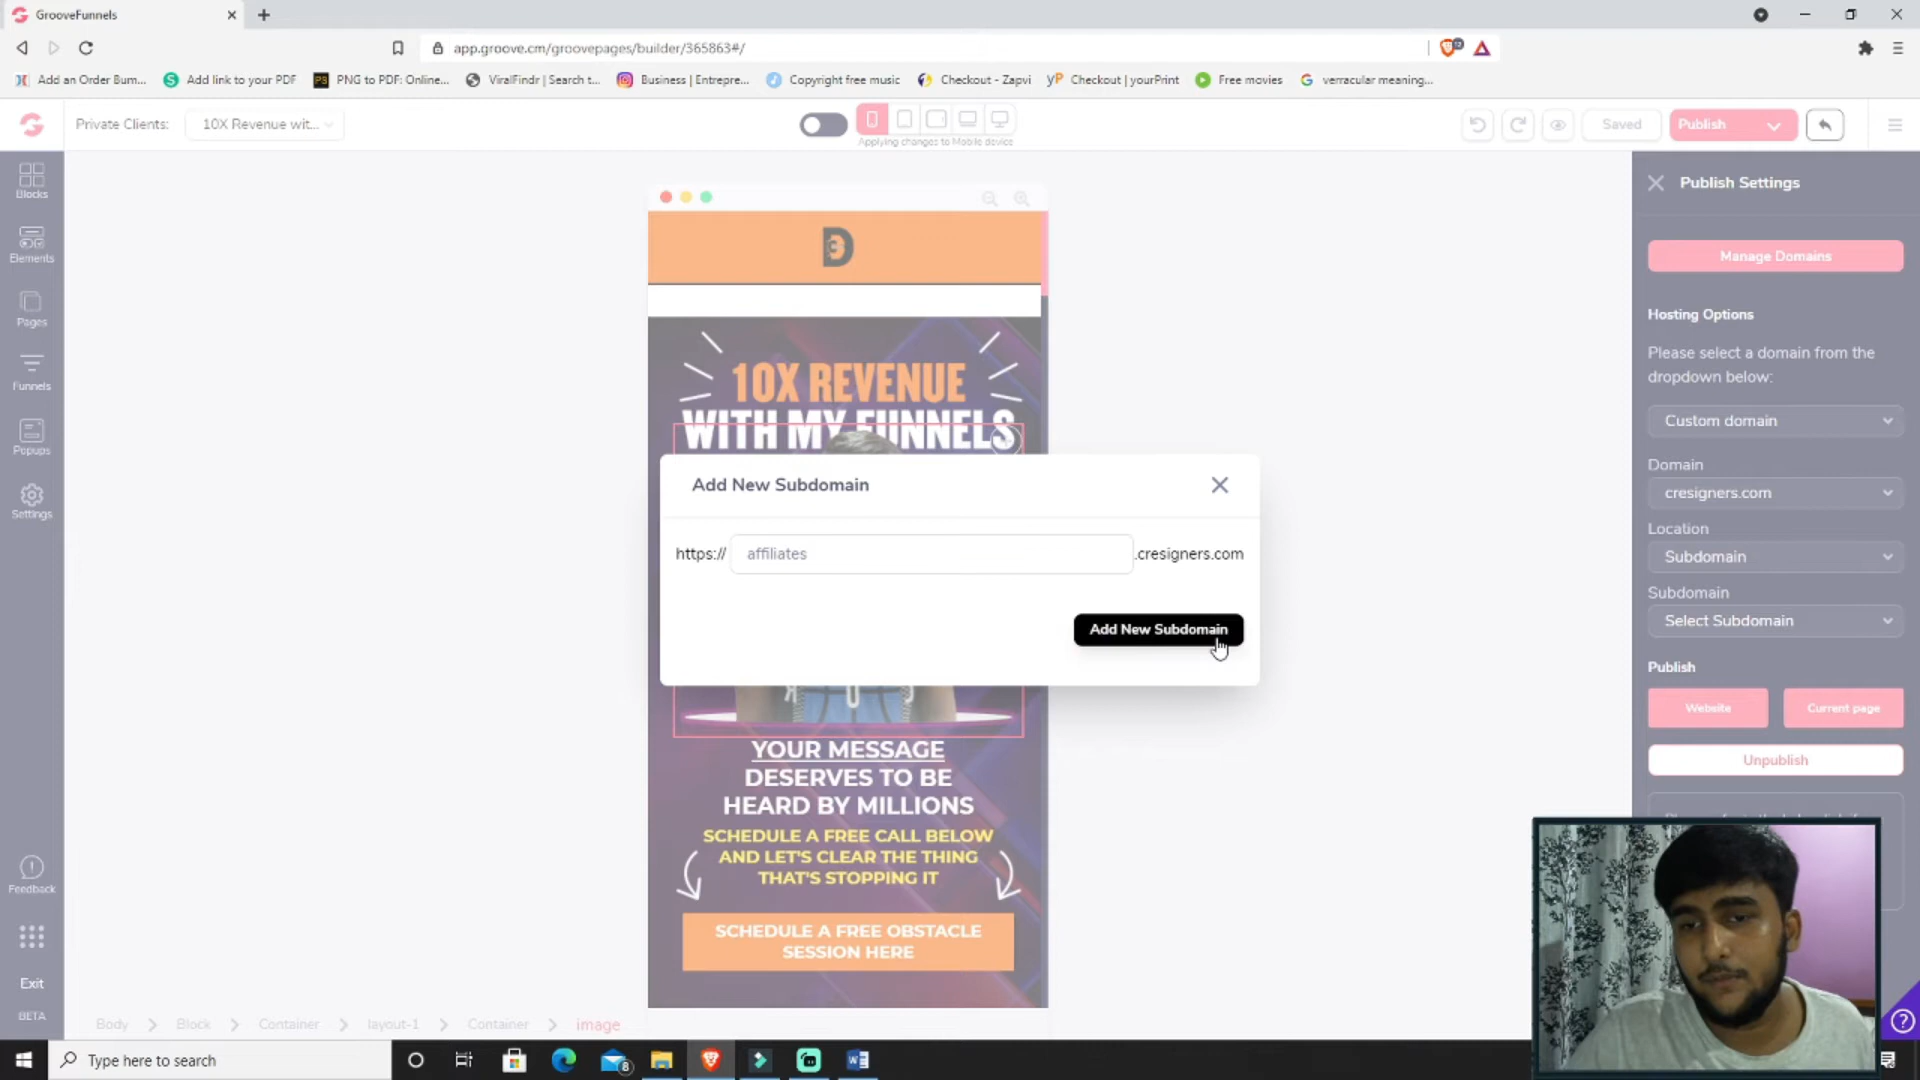 GrooveFunnels
app.groove.cm/groovepages/builder/365863#/
Add an Order Bum...
Add link to your PDF
PNG to PDF: Online...
ViralFindr | Search t...
Business | Entrepre...
Copyright free music
Checkout - Zapvi
Checkout | yourPrint
Free movies
verracular meaning...
Private Clients:
10X Revenue wit...
Applying changes to Mobile device
Saved
Publish
Blocks
Elements
Pages
Funnels
Popups
Settings
Feedback
Exit
BETA
10X REVENUE
WITH MY FUNNELS
Add New Subdomain
https://
affiliates
.cresigners.com
Add New Subdomain
YOUR MESSAGE
DESERVES TO BE
HEARD BY MILLIONS
SCHEDULE A FREE CALL BELOW
AND LET'S CLEAR THE THING
THAT'S STOPPING IT
SCHEDULE A FREE OBSTACLE
SESSION HERE
Body
Block
Container
layout-1
Container
image
Publish Settings
Manage Domains
Hosting Options
Please select a domain from the
dropdown below:
Custom domain
Domain
cresigners.com
Location
Subdomain
Subdomain
Select Subdomain
Publish
Website
Current page
Unpublish
Type here to search
8